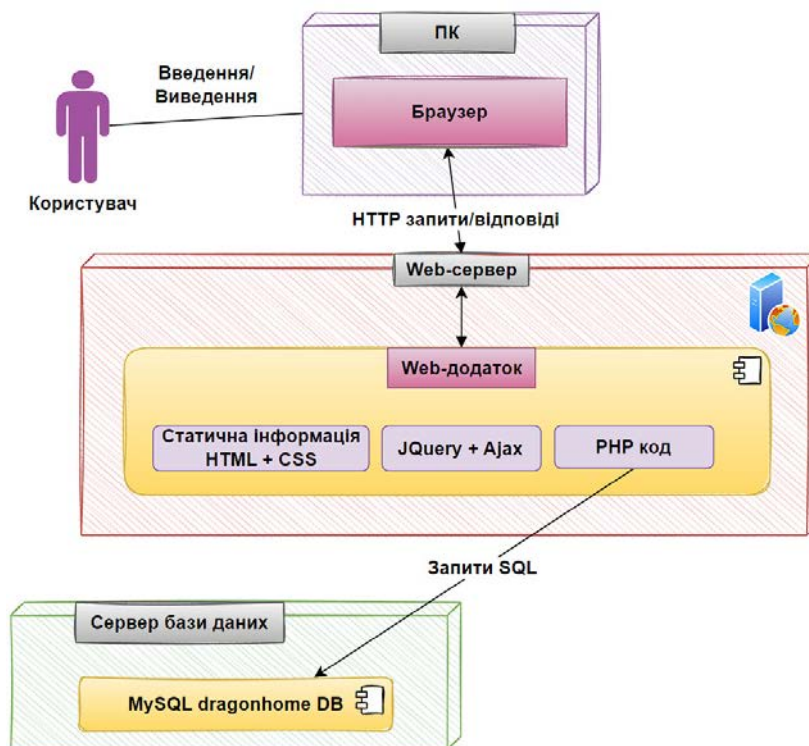 ПК
Введення/
Виведення
Браузер
Користувач
HTTP запити/відповіді
Web-сервер
Web-додаток
Статична інформація
HTML + CSS
JQuery + Ajax
PHP код
Запити SQL
Сервер бази даних
MySQL dragonhome DB